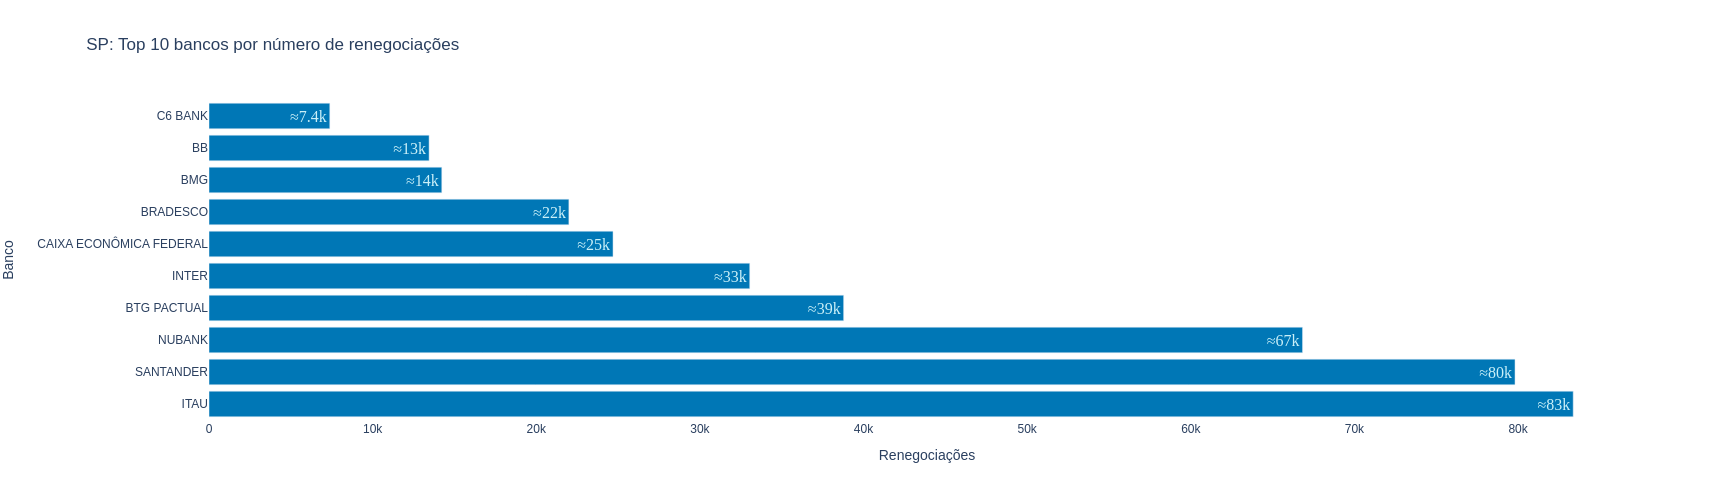 SP: Top 10 bancos por número de renegociações
C6 BANK ≈7.4k
BB ≈13k
BMG ≈14k
BRADESCO ≈22k
CAIXA ECONÔMICA FEDERAL ≈25k
INTER ≈33k
BTG PACTUAL ≈39k
NUBANK ≈67k
SANTANDER ≈80k
ITAU ≈83k
Banco
0 10k 20k 30k 40k 50k 60k 70k 80k
Renegociações